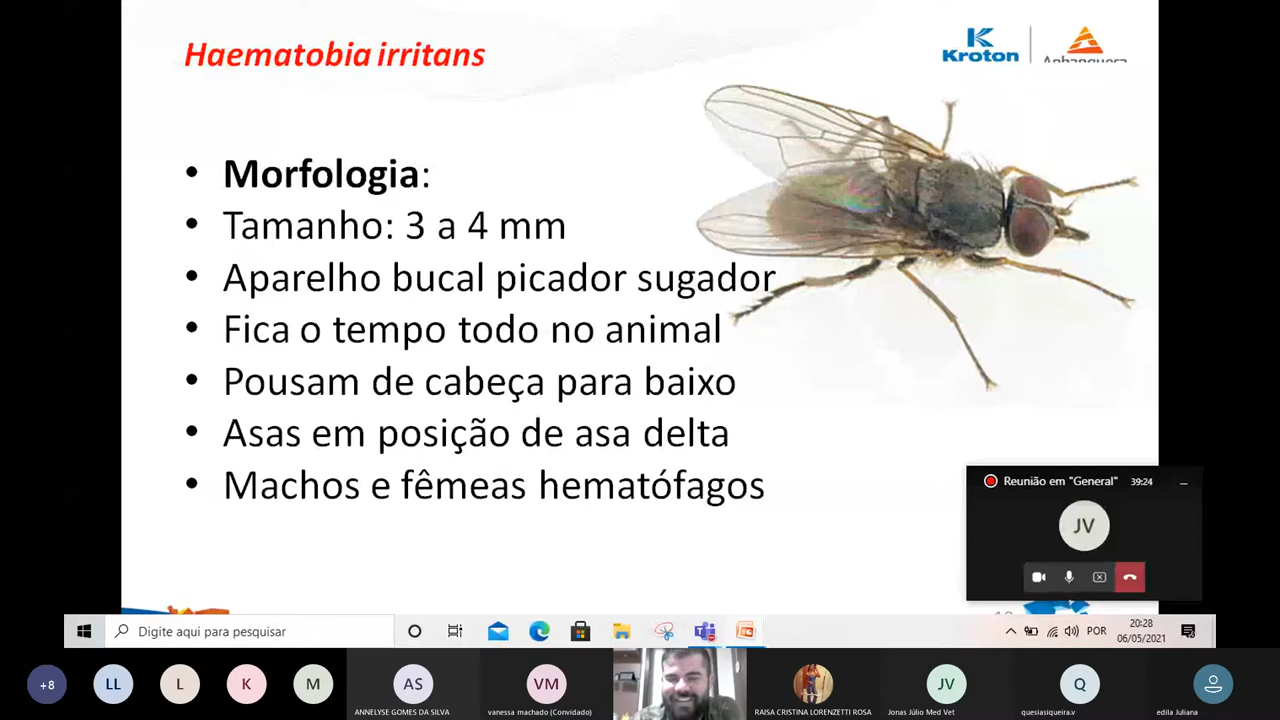 Haematobia irritans
Kroton
Anhanguera
• Morfologia:
• Tamanho: 3 a 4 mm
• Aparelho bucal picador sugador
• Fica o tempo todo no animal
• Pousam de cabeça para baixo
• Asas em posição de asa delta
• Machos e fêmeas hematófagos
Reunião em "General" 39:24
JV
Digite aqui para pesquisar
POR
20:28
06/05/2021
+8
LL
L
K
M
AS
ANNELYSE GOMES DA SILVA
VM
vanessa machado (Convidado)
RAISA CRISTINA LORENZETTI ROSA
JV
Jonas Júlio Med Vet
Q
quesiasiqueira.v
edila Juliana